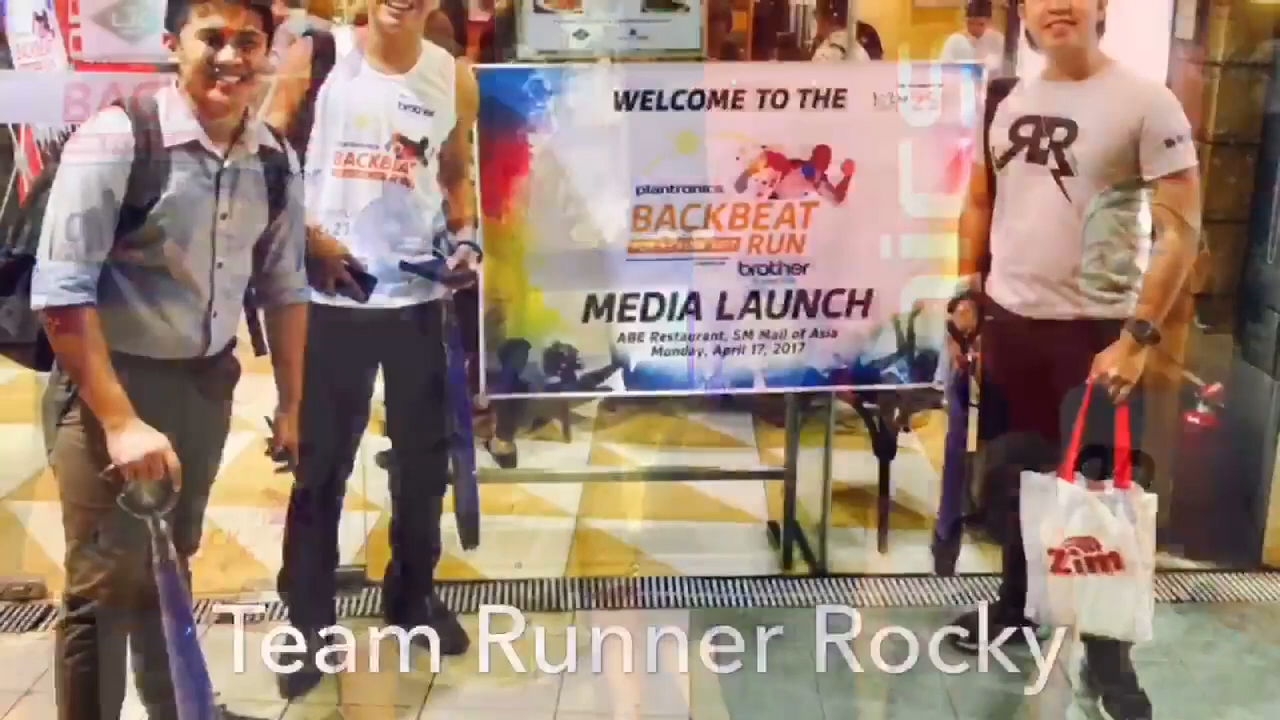 WELCOME TO THE
plantronics
BACKBEAT
RUN
brother
MEDIA LAUNCH
ABE Restaurant, SM Mall of Asia
Monday, April 17, 2017
brother
BACKBEAT
RR
Zim
Team Runner Rocky